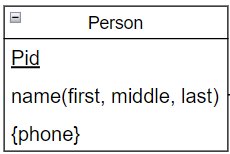 Person
Pid
name(first, middle, last)
{phone}